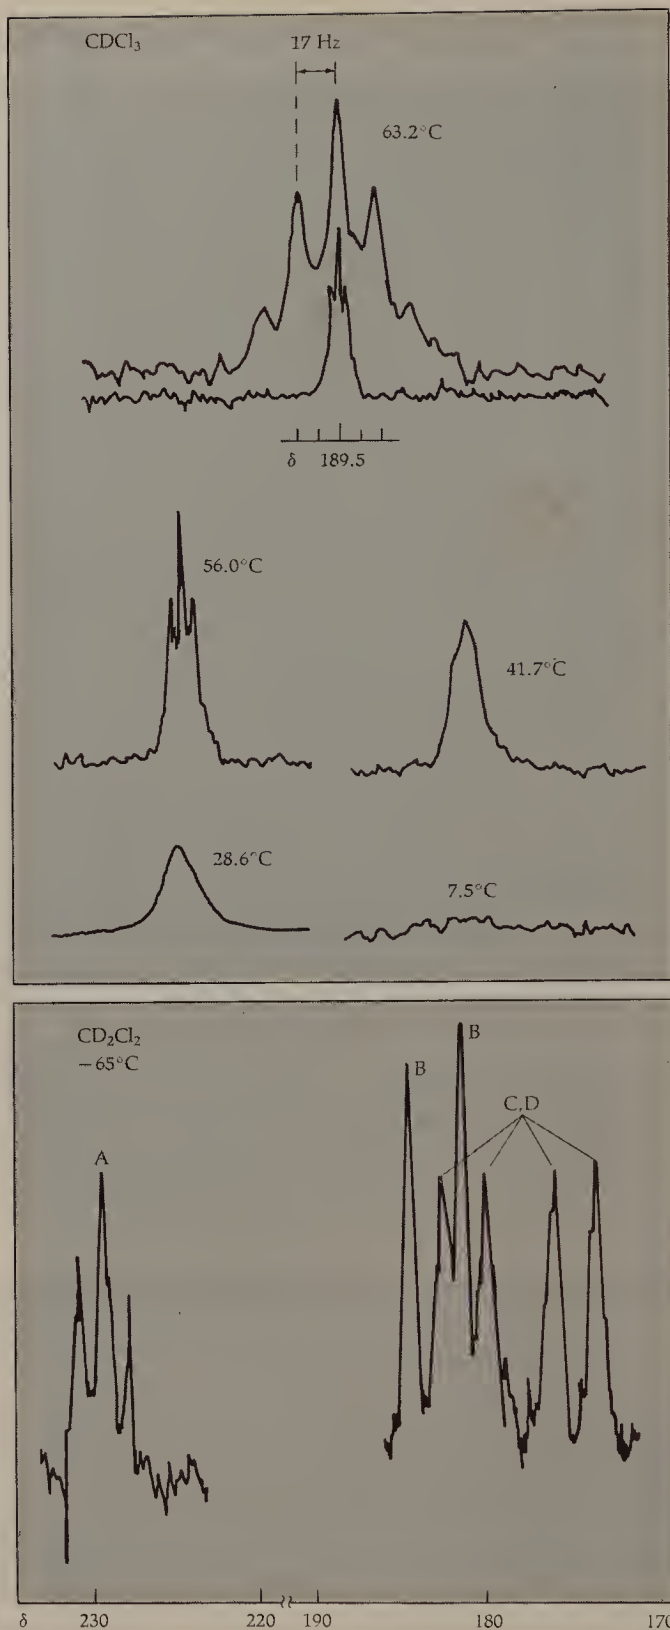 CDCl₃
17 Hz
63.2°C
δ 189.5
56.0°C
41.7°C
28.6°C
7.5°C
CD₂Cl₂
−65°C
A
B
B
C,D
δ 230 220 190 180 170